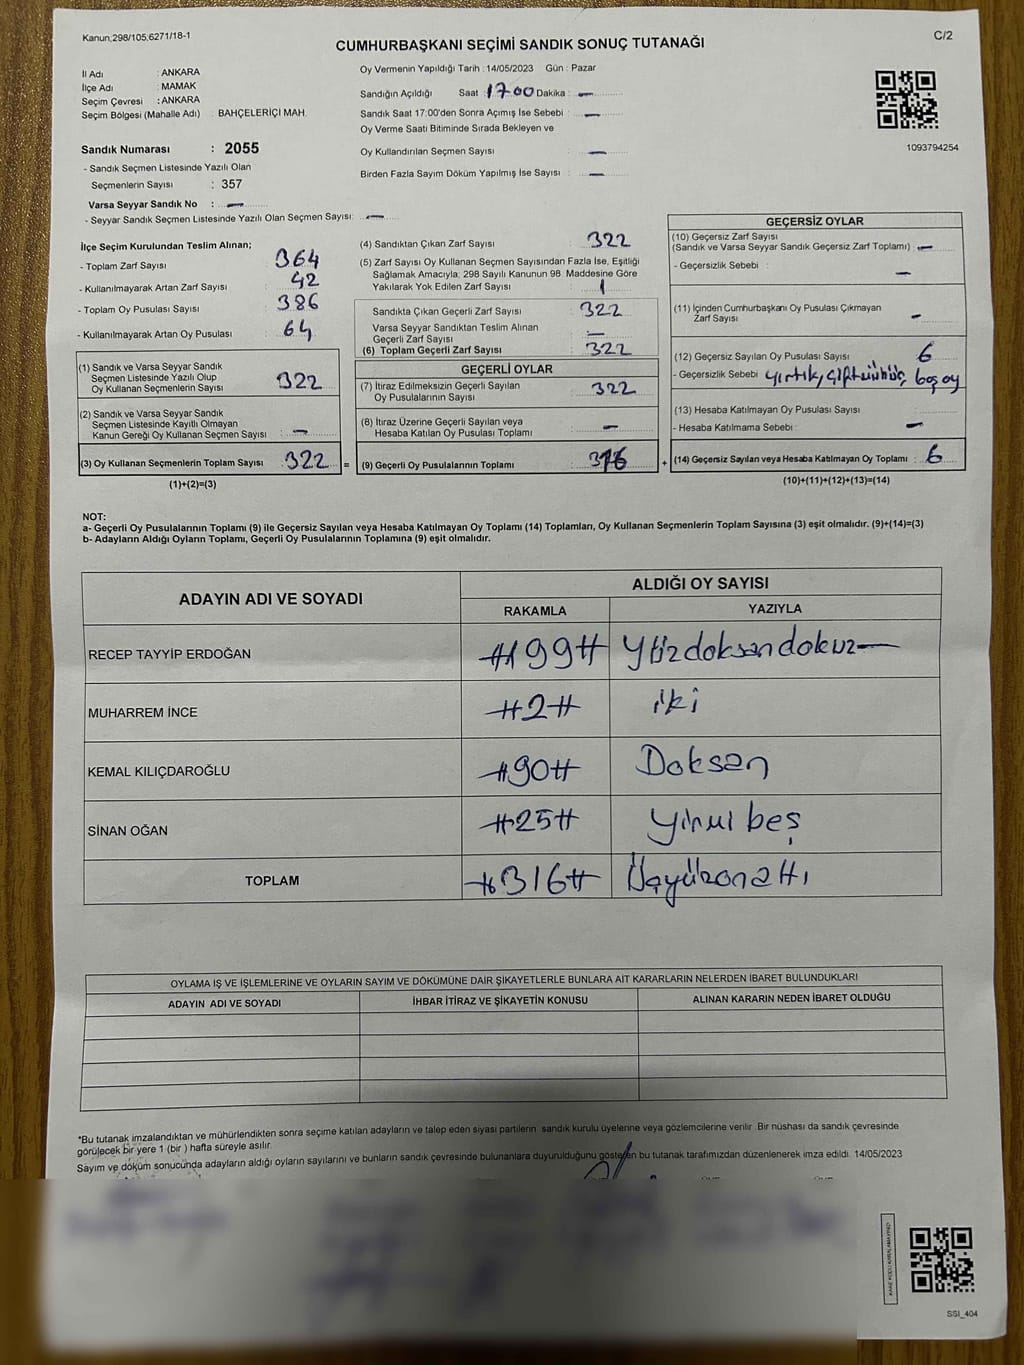 Kanun;298/105;6271/18-1
C/2
CUMHURBAŞKANI SEÇİMİ SANDIK SONUÇ TUTANAĞI
İl Adı : ANKARA
İlçe Adı : MAMAK
Seçim Çevresi : ANKARA
Seçim Bölgesi (Mahalle Adı) : BAHÇELERİÇİ MAH.
Sandık Numarası : 2055
- Sandık Seçmen Listesinde Yazılı Olan
Seçmenlerin Sayısı : 357
Varsa Seyyar Sandık No : —
- Seyyar Sandık Seçmen Listesinde Yazılı Olan Seçmen Sayısı: —
Oy Vermenin Yapıldığı Tarih : 14/05/2023 Gün : Pazar
Sandığın Açıldığı Saat : 17.00 Dakika : —
Sandık Saat 17:00'den Sonra Açımış İse Sebebi : —
Oy Verme Saati Bitiminde Sırada Bekleyen ve
Oy Kullandırılan Seçmen Sayısı : —
Birden Fazla Sayım Döküm Yapılmış İse Sayısı : —
1093794254
İlçe Seçim Kurulundan Teslim Alınan;
- Toplam Zarf Sayısı : 364
- Kullanılmayarak Artan Zarf Sayısı : 42
- Toplam Oy Pusulası Sayısı : 386
- Kullanılmayarak Artan Oy Pusulası : 64
(1) Sandık ve Varsa Seyyar Sandık
Seçmen Listesinde Yazılı Olup
Oy Kullanan Seçmenlerin Sayısı : 322
(2) Sandık ve Varsa Seyyar Sandık
Seçmen Listesinde Kayıtlı Olmayan
Kanun Gereği Oy Kullanan Seçmen Sayısı : —
(3) Oy Kullanan Seçmenlerin Toplam Sayısı : 322 =
(1)+(2)=(3)
(4) Sandıktan Çıkan Zarf Sayısı : 322
(5) Zarf Sayısı Oy Kullanan Seçmen Sayısından Fazla İse, Eşitliği
Sağlamak Amacıyla; 298 Sayılı Kanunun 98. Maddesine Göre
Yakılarak Yok Edilen Zarf Sayısı :
Sandıkta Çıkan Geçerli Zarf Sayısı : 322
Varsa Seyyar Sandıktan Teslim Alınan
Geçerli Zarf Sayısı : —
(6) Toplam Geçerli Zarf Sayısı : 322
GEÇERLİ OYLAR
(7) İtiraz Edilmeksizin Geçerli Sayılan
Oy Pusulalarının Sayısı : 322
(8) İtiraz Üzerine Geçerli Sayılan veya
Hesaba Katılan Oy Pusulası Toplamı : —
(9) Geçerli Oy Pusulalarının Toplamı : 316 +
GEÇERSİZ OYLAR
(10) Geçersiz Zarf Sayısı
(Sandık ve Varsa Seyyar Sandık Geçersiz Zarf Toplamı) : —
- Geçersizlik Sebebi : —
(11) İçinden Cumhurbaşkanı Oy Pusulası Çıkmayan
Zarf Sayısı : —
(12) Geçersiz Sayılan Oy Pusulası Sayısı : 6
- Geçersizlik Sebebi : yırtık, çift mühür, boş oy
(13) Hesaba Katılmayan Oy Pusulası Sayısı :
- Hesaba Katılmama Sebebi : —
(14) Geçersiz Sayılan veya Hesaba Katılmayan Oy Toplamı : 6
(10)+(11)+(12)+(13)=(14)
NOT:
a- Geçerli Oy Pusulalarının Toplamı (9) ile Geçersiz Sayılan veya Hesaba Katılmayan Oy Toplamı (14) Toplamları, Oy Kullanan Seçmenlerin Toplam Sayısına (3) eşit olmalıdır. (9)+(14)=(3)
b- Adayların Aldığı Oyların Toplamı, Geçerli Oy Pusulalarının Toplamına (9) eşit olmalıdır.
ADAYIN ADI VE SOYADI
ALDIĞI OY SAYISI
RAKAMLA YAZIYLA
RECEP TAYYİP ERDOĞAN #199# Yüzdoksandokuz—
MUHARREM İNCE #2# iki
KEMAL KILIÇDAROĞLU #90# Doksan
SİNAN OĞAN #25# Yirmi beş
TOPLAM #316# Üçyüzonaltı
OYLAMA İŞ VE İŞLEMLERİNE VE OYLARIN SAYIM VE DÖKÜMÜNE DAİR ŞİKAYETLERLE BUNLARA AİT KARARLARIN NELERDEN İBARET BULUNDUKLARI
ADAYIN ADI VE SOYADI İHBAR İTİRAZ VE ŞİKAYETİN KONUSU ALINAN KARARIN NEDEN İBARET OLDUĞU
*Bu tutanak imzalandıktan ve mühürlendikten sonra seçime katılan adayların ve talep eden siyasi partilerin sandık kurulu üyelerine veya gözlemcilerine verilir. Bir nüshası da sandık çevresinde
görülecek bir yere 1 (bir ) hafta süreyle asılır.
Sayım ve döküm sonucunda adayların aldığı oyların sayılarını ve bunların sandık çevresinde bulunanlara duyurulduğunu gösteren bu tutanak tarafımızdan düzenlenerek imza edildi. 14/05/2023
SSI_404